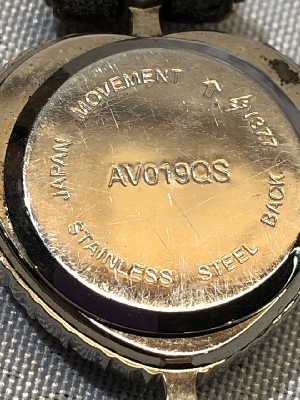 JAPAN MOVEMENT
1377
AV019QS
STAINLESS STEEL BACK